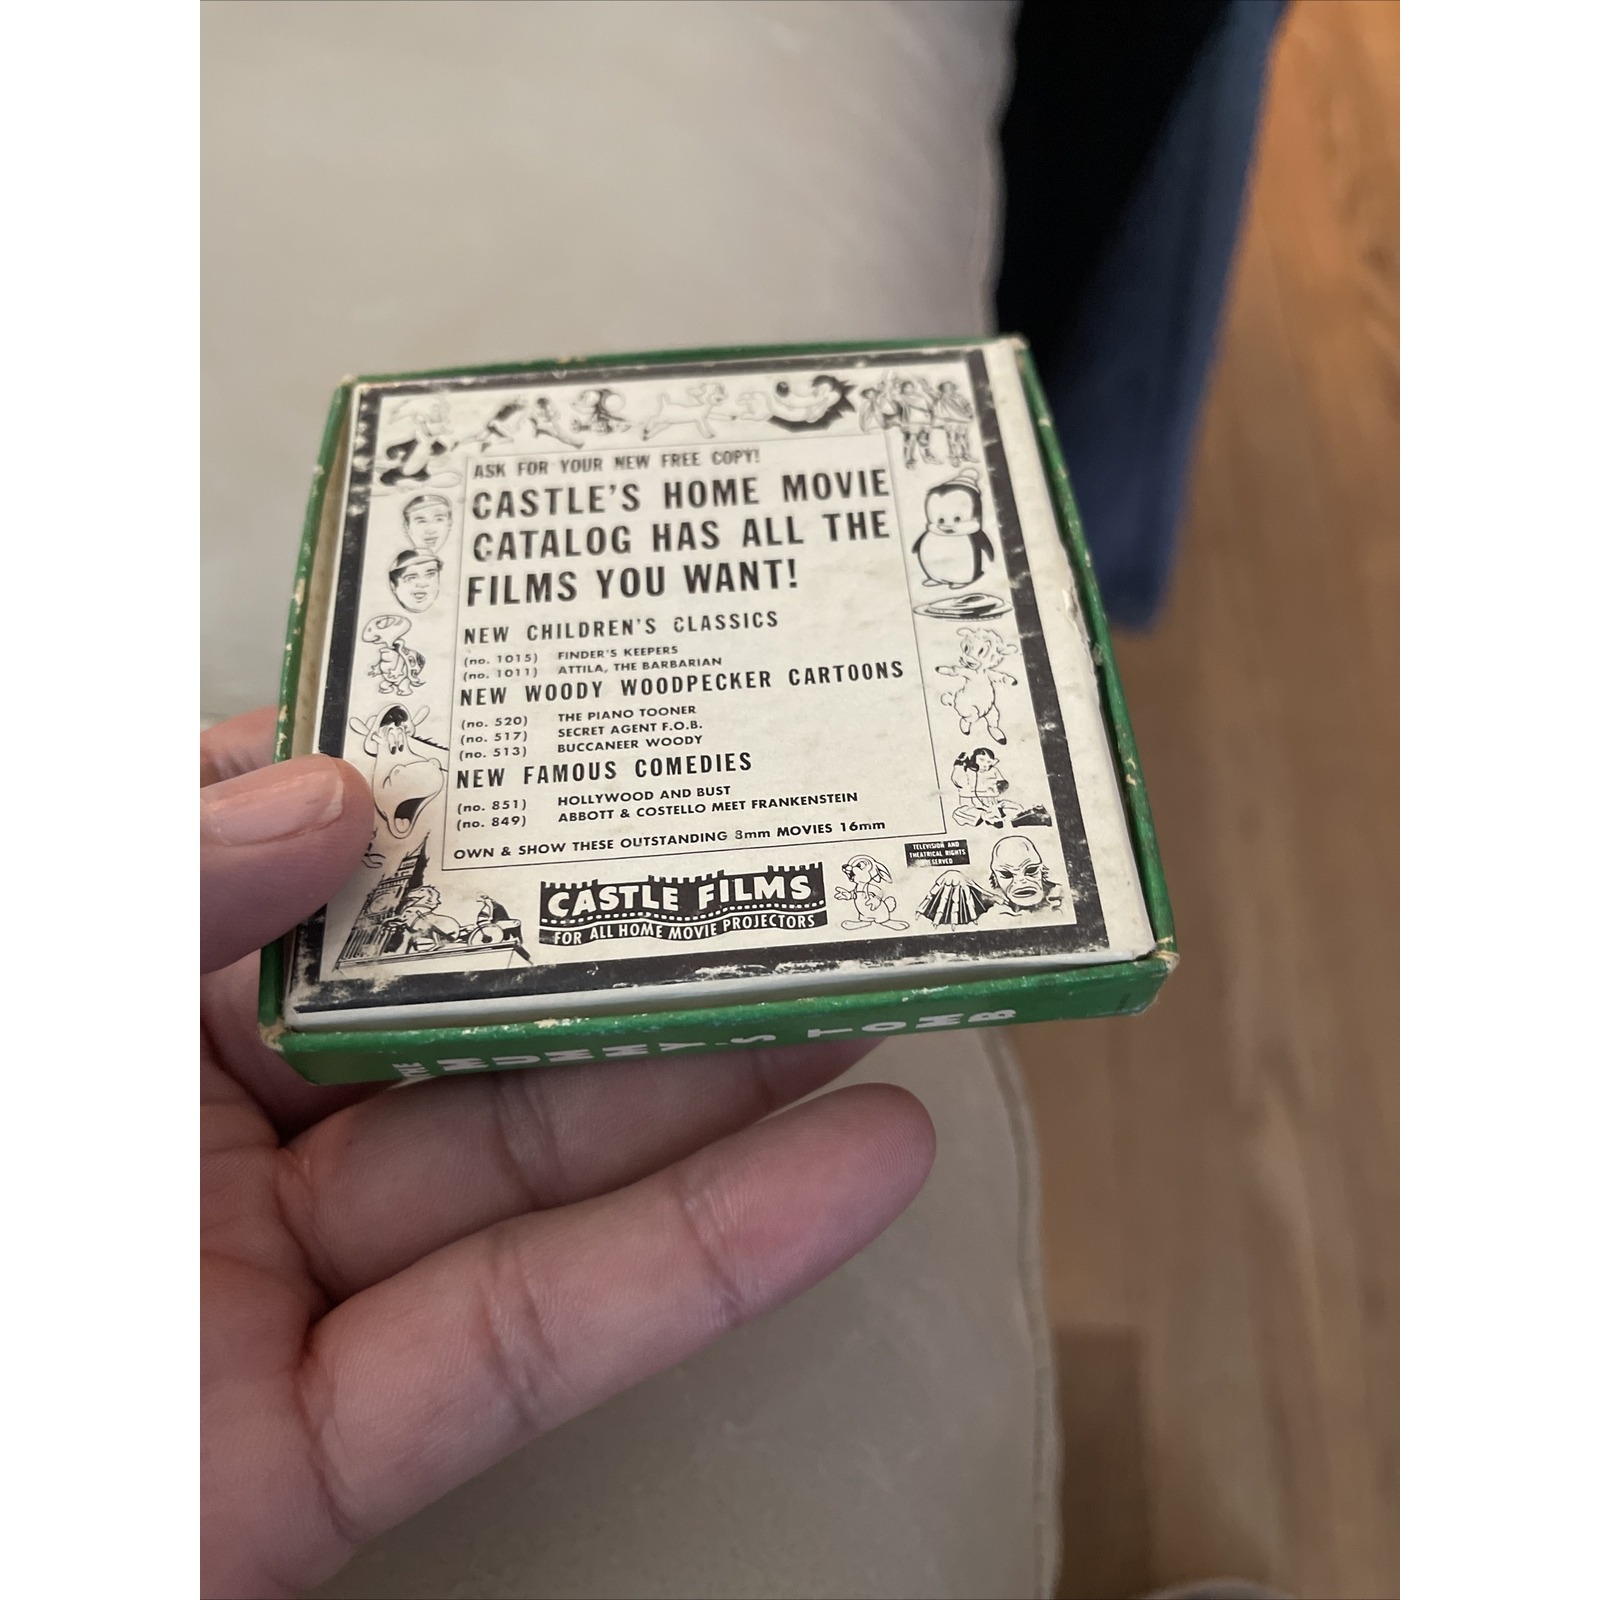 ASK FOR YOUR NEW FREE COPY!
CASTLE'S HOME MOVIE
CATALOG HAS ALL THE
FILMS YOU WANT!
NEW CHILDREN'S CLASSICS
(no. 1015) FINDER'S KEEPERS
(no. 1011) ATTILA, THE BARBARIAN
NEW WOODY WOODPECKER CARTOONS
(no. 520) THE PIANO TOONER
(no. 517) SECRET AGENT F.O.B.
(no. 513) BUCCANEER WOODY
NEW FAMOUS COMEDIES
(no. 851) HOLLYWOOD AND BUST
(no. 849) ABBOTT & COSTELLO MEET FRANKENSTEIN
OWN & SHOW THESE OUTSTANDING 8mm MOVIES 16mm
TELEVISION AND
THEATRICAL RIGHTS
RESERVED
CASTLE FILMS
FOR ALL HOME MOVIE PROJECTORS
THE MUMMY'S TOMB